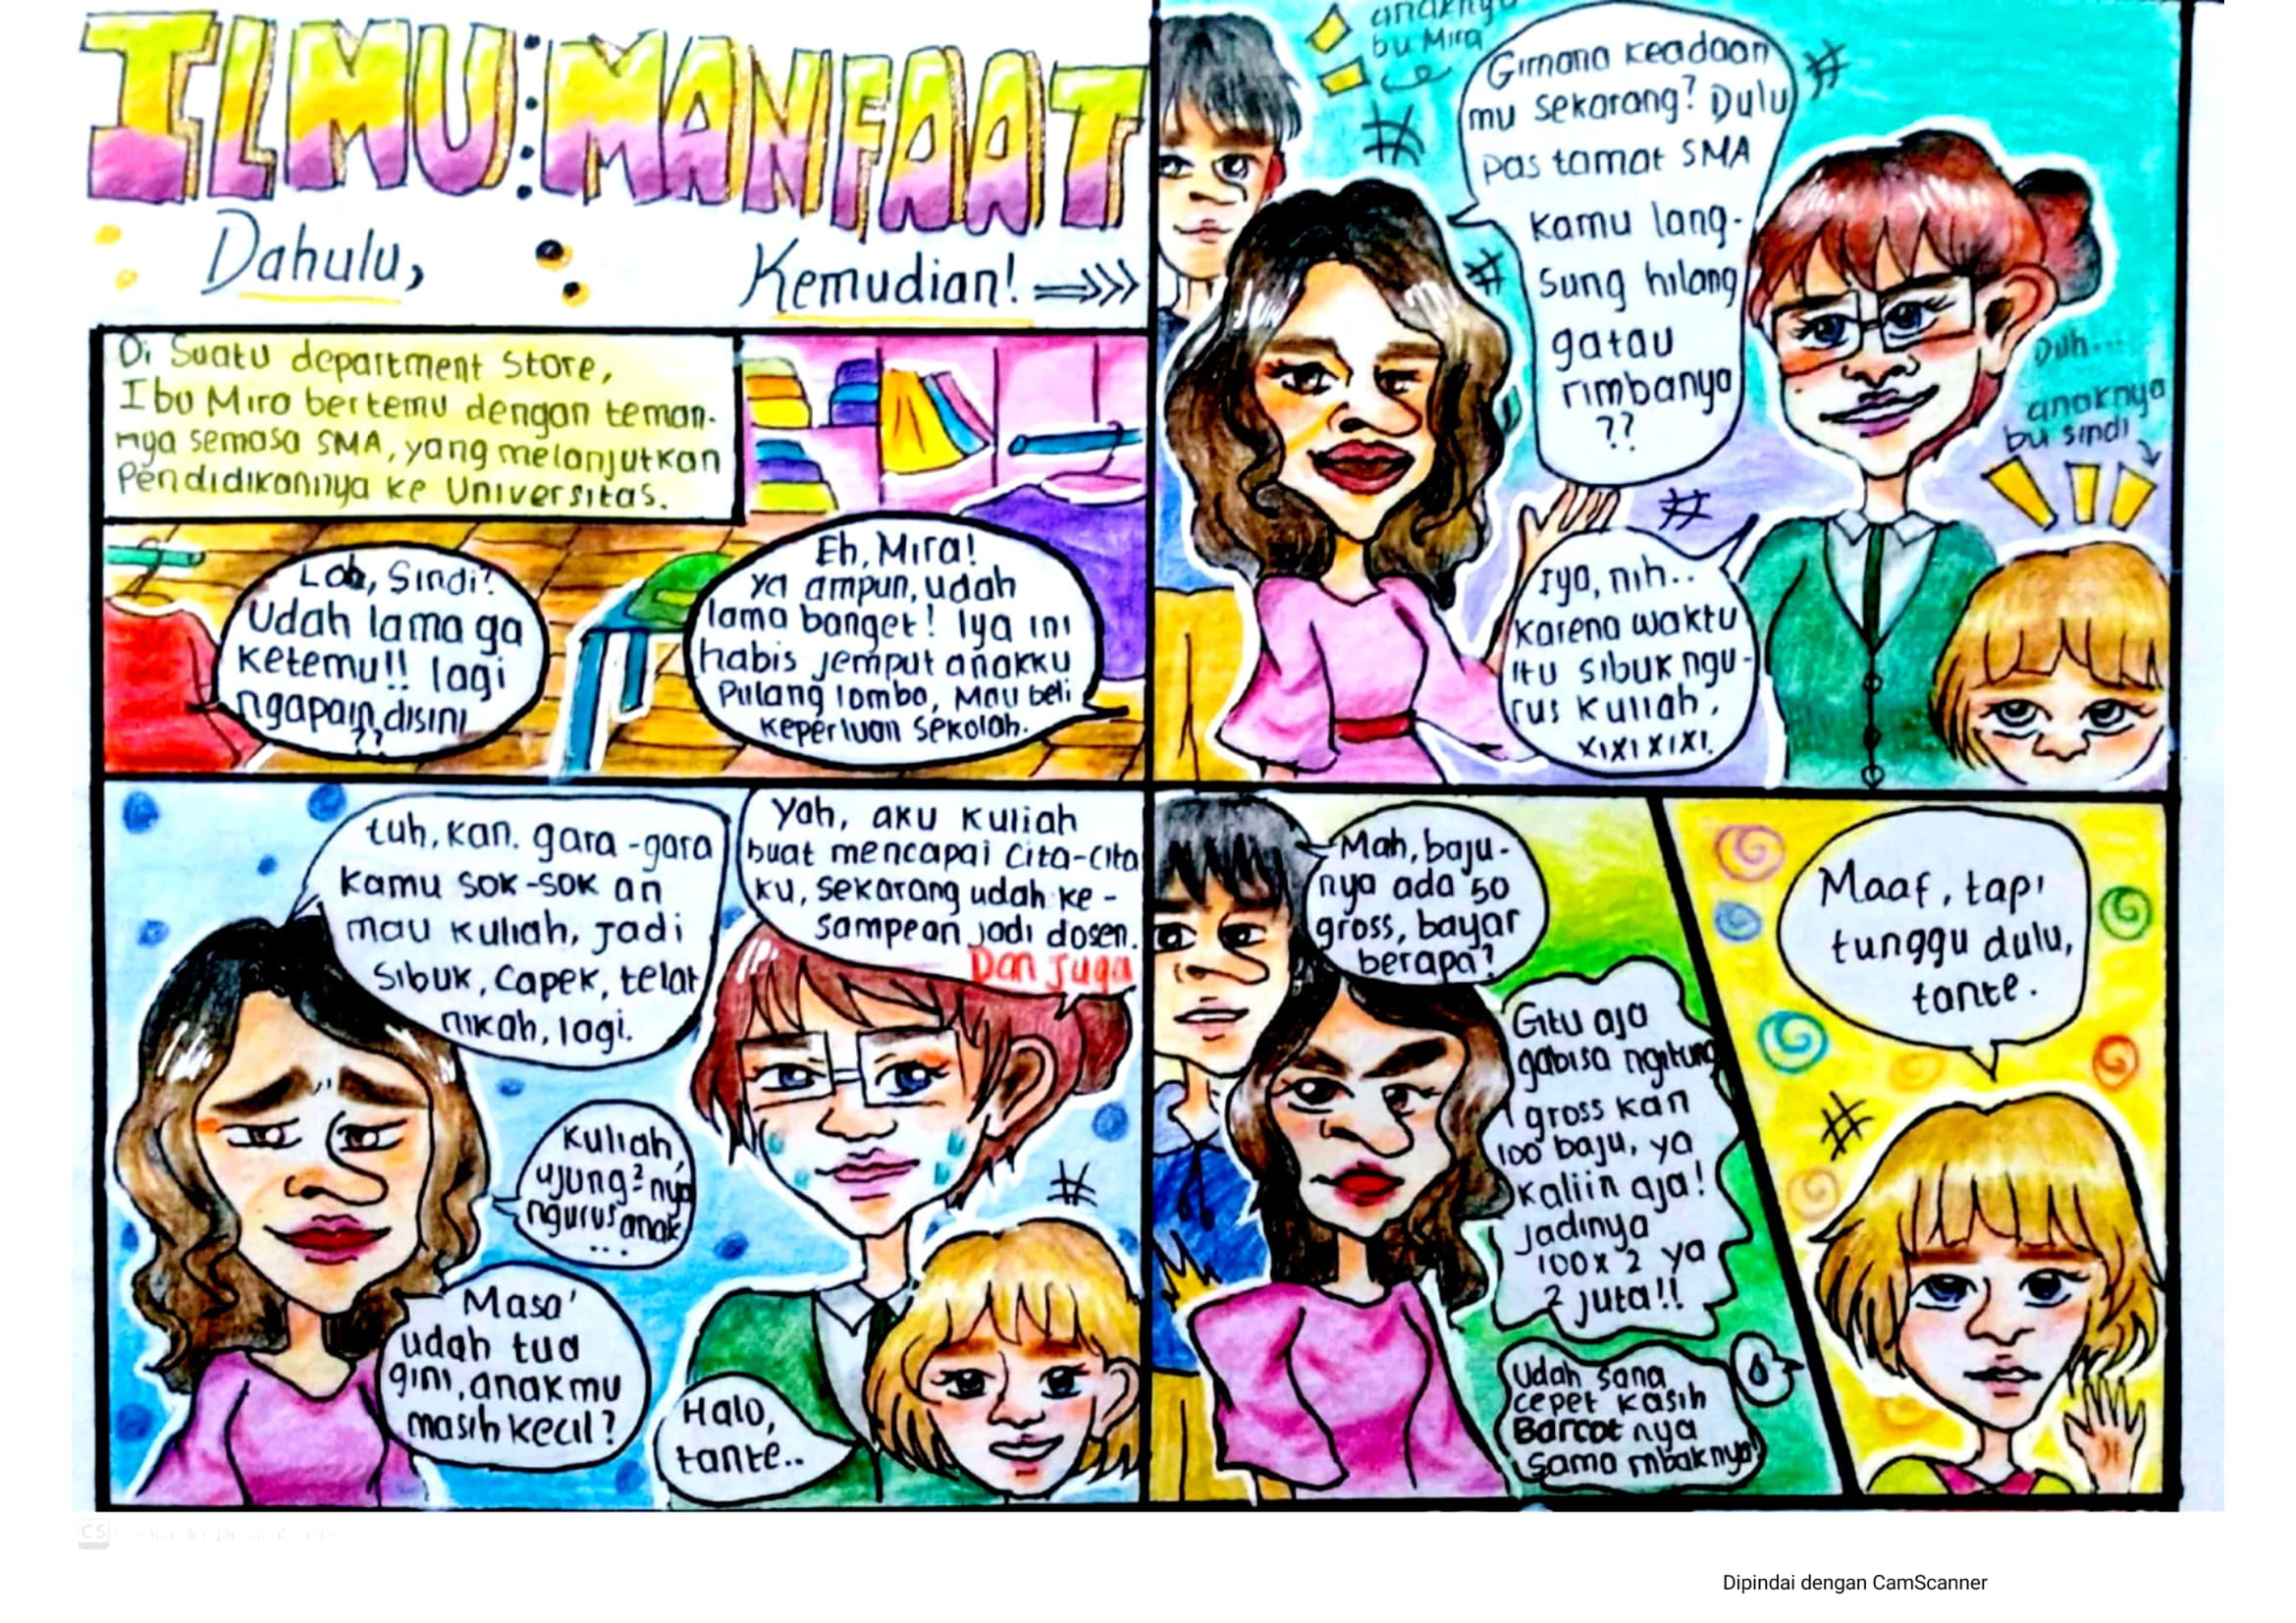 ILMU : MANFAAT
Dahulu,
Kemudian!
Di Suatu department store,
Ibu Mira bertemu dengan teman-
nya semasa SMA, yang melanjutkan
Pendidikannya ke Universitas.
Loh, Sindi?
Udah lama ga
ketemu!! lagi
ngapain disini
??
Eh, Mira!
ya ampun, udah
lama banget! Iya ini
habis jemput anakku
Pulang lomba, Mau beli
keperluan sekolah.
anaknya
bu Mira
Gimana keadaan
mu sekarang? Dulu
pas tamat SMA
kamu lang-
sung hilang
gatau
rimbanya
??
Iya, nih..
karena waktu
itu sibuk ngu-
rus kuliah,
xixixixi.
Duh...
anaknya
bu sindi
tuh, kan. gara-gara
kamu sok-sok an
mau kuliah, jadi
sibuk, capek, telat
nikah, lagi.
Yah, aku kuliah
buat mencapai cita-cita
ku, sekarang udah ke-
sampean jadi dosen.
Dan juga
Kuliah,
ujung²nya
ngurus anak
...
Masa'
udah tua
gini, anakmu
masih kecil?
Halo,
tante..
Mah, baju-
nya ada 50
gross, bayar
berapa?
Gitu aja
gabisa ngitung
1 gross kan
100 baju, ya
kaliin aja!
Jadinya
100x 2 ya
2 juta!!
Udah sana
cepet kasih
Barcot nya
sama mbaknya!
Maaf, tapi
tunggu dulu,
tante.
CS
Dipindai dengan CamScanner